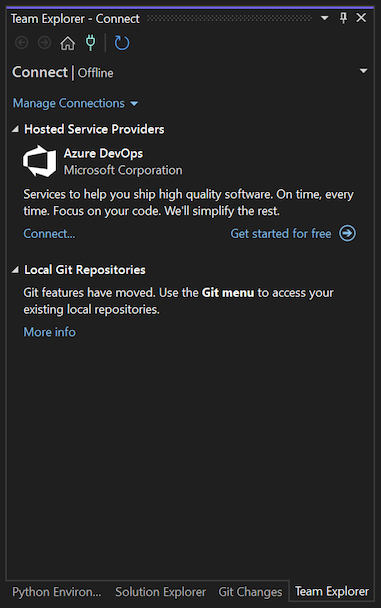 Team Explorer - Connect
Connect | Offline
Manage Connections
Hosted Service Providers
Azure DevOps
Microsoft Corporation
Services to help you ship high quality software. On time, every
time. Focus on your code. We'll simplify the rest.
Connect... Get started for free
Local Git Repositories
Git features have moved. Use the Git menu to access your
existing local repositories.
More info
Python Environ... Solution Explorer Git Changes Team Explorer